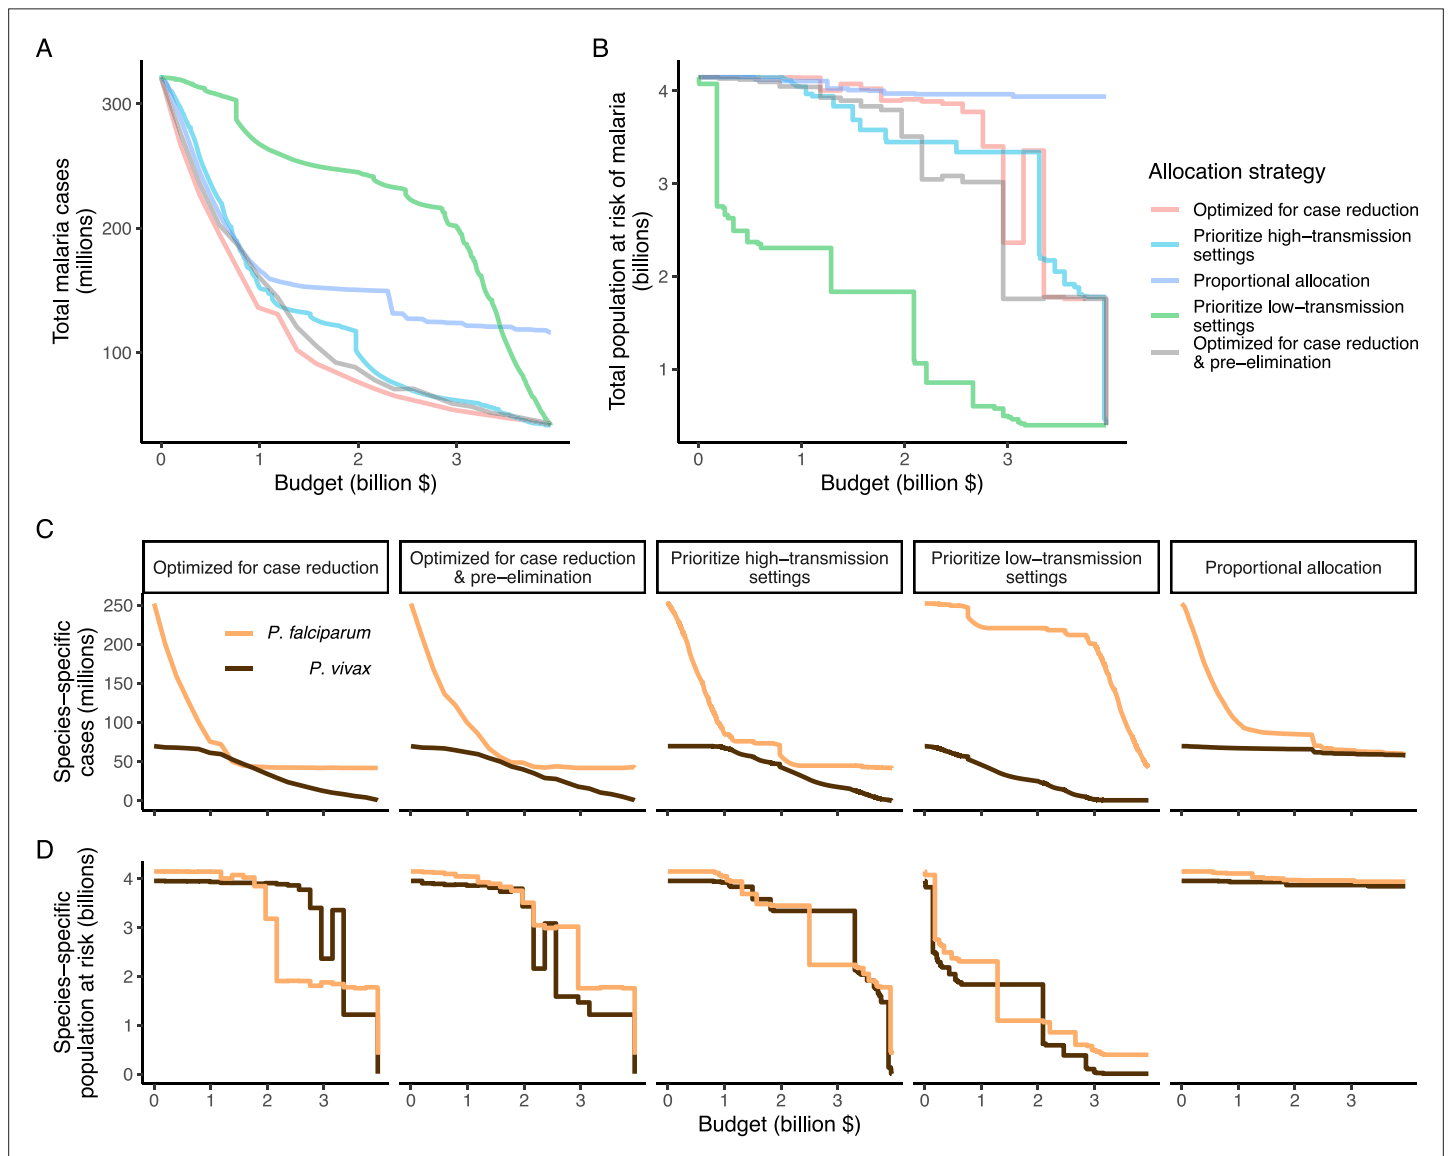 A
Total malaria cases
(millions)
300
200
100
0
1
2
3
Budget (billion $)
B
Total population at risk of malaria
(billions)
4
3
2
1
0
1
2
3
Budget (billion $)
Allocation strategy
Optimized for case reduction
Prioritize high−transmission
settings
Proportional allocation
Prioritize low−transmission
settings
Optimized for case reduction
& pre−elimination
C
Optimized for case reduction
Optimized for case reduction
& pre−elimination
Prioritize high−transmission
settings
Prioritize low−transmission
settings
Proportional allocation
Species−specific
cases (millions)
250
200
150
100
50
0
P. falciparum
P. vivax
D
Species−specific
population at risk (billions)
4
3
2
1
0
0 1 2 3
0 1 2 3
0 1 2 3
0 1 2 3
0 1 2 3
Budget (billion $)